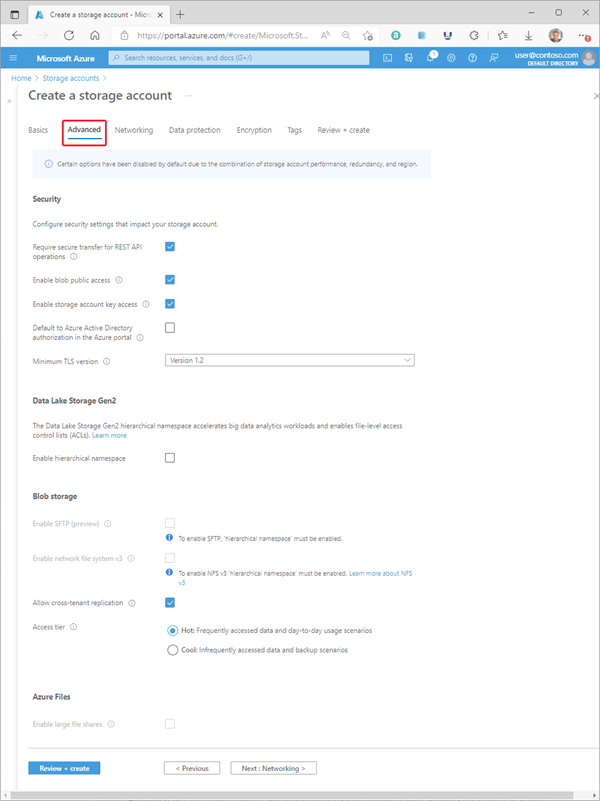 Create a storage account - Micros
https://portal.azure.com/#create/Microsoft.St...
Microsoft Azure
Search resources, services, and docs (G+/)
1
user@contoso.com
DEFAULT DIRECTORY
Home > Storage accounts >
Create a storage account ...
Basics Advanced Networking Data protection Encryption Tags Review + create
Certain options have been disabled by default due to the combination of storage account performance, redundancy, and region.
Security
Configure security settings that impact your storage account.
Require secure transfer for REST API
operations
Enable blob public access
Enable storage account key access
Default to Azure Active Directory
authorization in the Azure portal
Minimum TLS version
Version 1.2
Data Lake Storage Gen2
The Data Lake Storage Gen2 hierarchical namespace accelerates big data analytics workloads and enables file-level access
control lists (ACLs). Learn more
Enable hierarchical namespace
Blob storage
Enable SFTP (preview)
To enable SFTP, 'hierarchical namespace' must be enabled.
Enable network file system v3
To enable NFS v3 'hierarchical namespace' must be enabled. Learn more about NFS
v3
Allow cross-tenant replication
Access tier
Hot: Frequently accessed data and day-to-day usage scenarios
Cool: Infrequently accessed data and backup scenarios
Azure Files
Enable large file shares
Review + create
< Previous
Next : Networking >